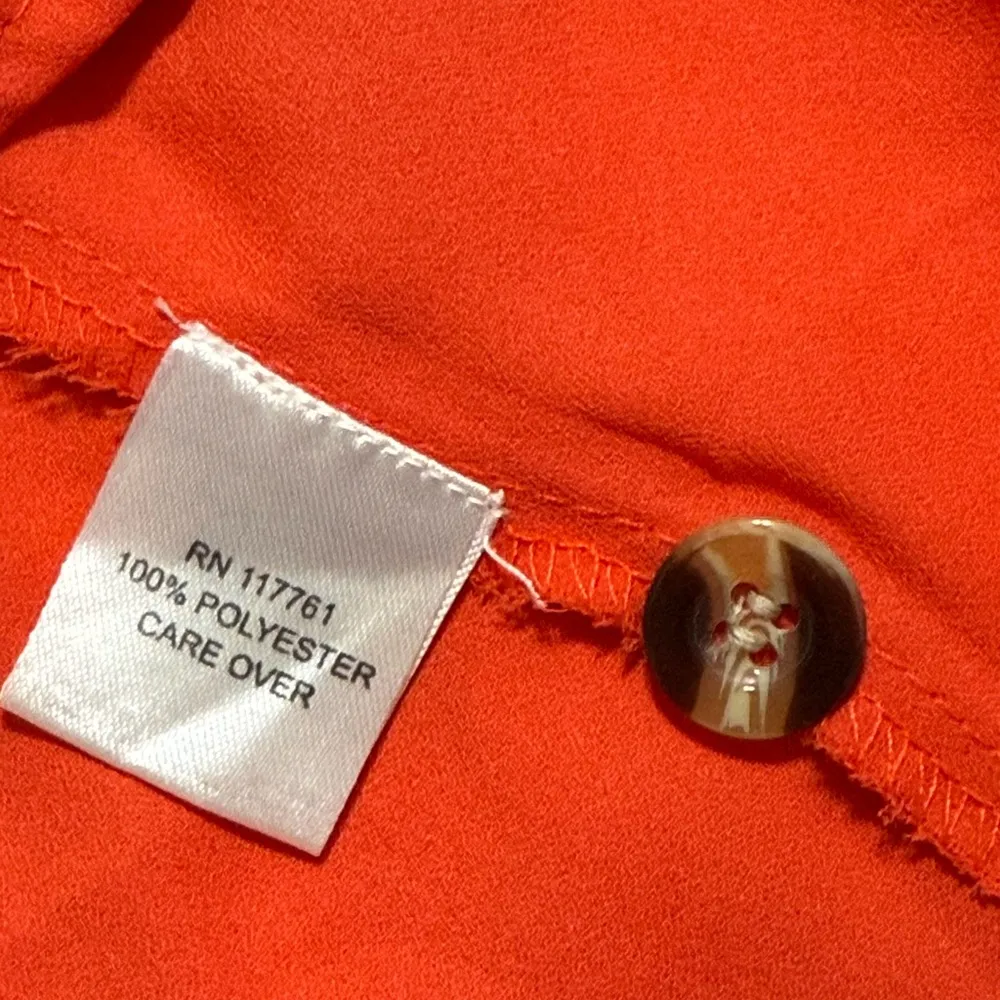 RN 117761
100% POLYESTER
CARE OVER